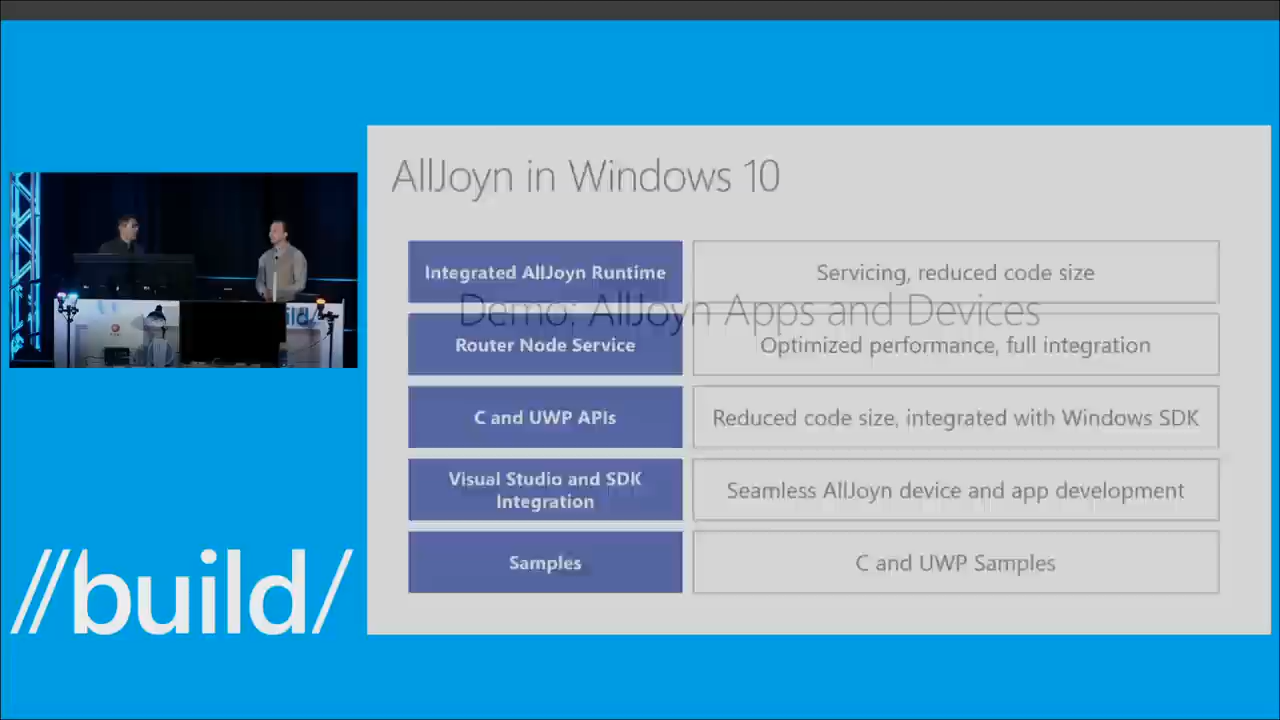 AllJoyn in Windows 10
Integrated AllJoyn Runtime
Servicing, reduced code size
Demo: AllJoyn Apps and Devices
Router Node Service
Optimized performance, full integration
C and UWP APIs
Reduced code size, integrated with Windows SDK
Visual Studio and SDK
Integration
Seamless AllJoyn device and app development
Samples
C and UWP Samples
//build/